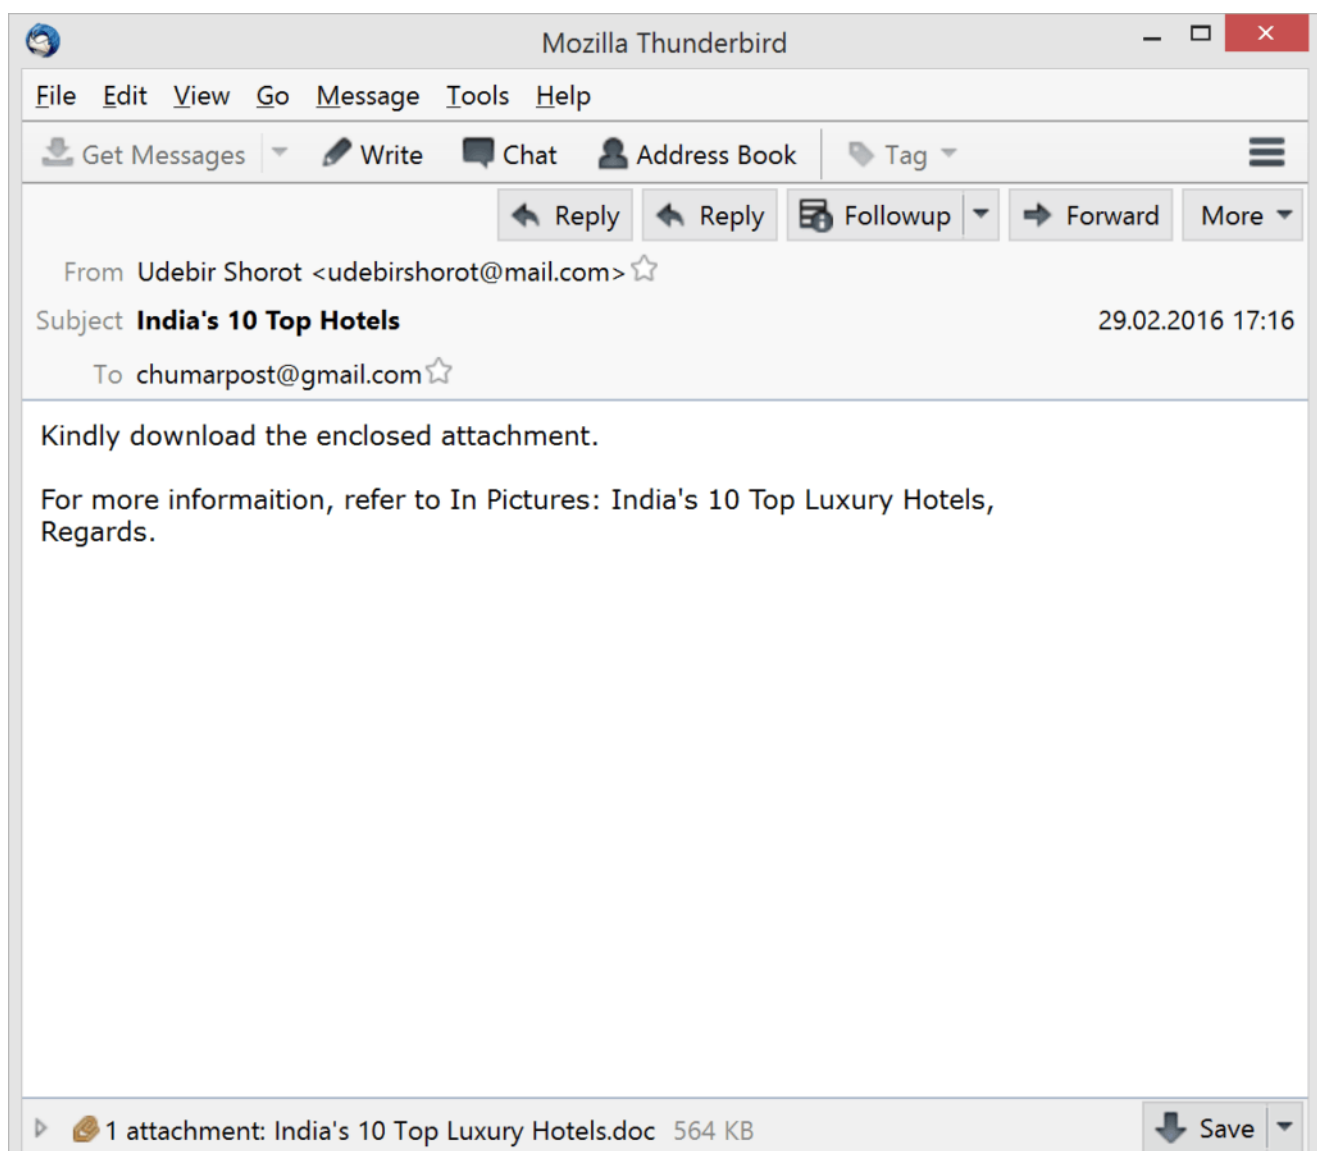 Mozilla Thunderbird
File Edit View Go Message Tools Help
Get Messages Write Chat Address Book Tag
Reply Reply Followup Forward More
From Udebir Shorot <udebirshorot@mail.com>
Subject India's 10 Top Hotels 29.02.2016 17:16
To chumarpost@gmail.com
Kindly download the enclosed attachment.
For more informaition, refer to In Pictures: India's 10 Top Luxury Hotels,
Regards.
1 attachment: India's 10 Top Luxury Hotels.doc 564 KB Save